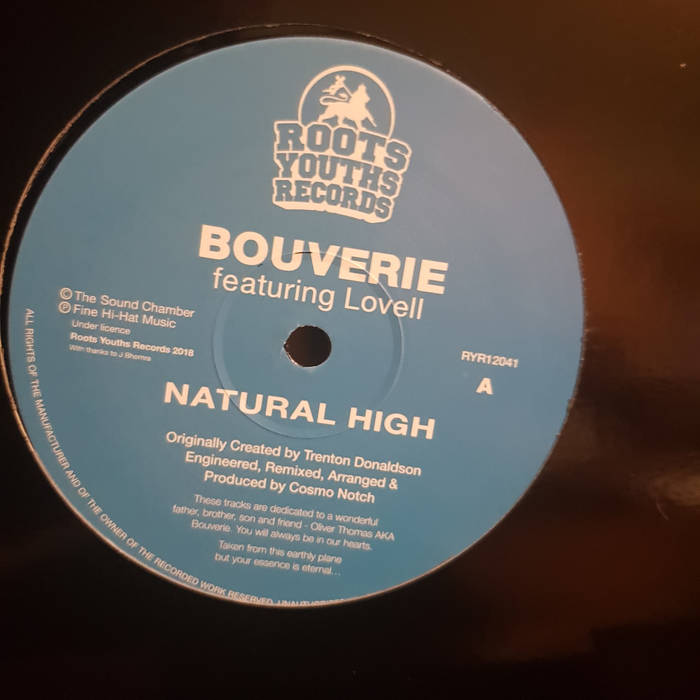 ROOTS
YOUTHS
RECORDS
BOUVERIE
featuring Lovell
© The Sound Chamber
℗ Fine Hi-Hat Music
Under licence
Roots Youths Records 2018
With thanks to J Bhamra
RYR12041
A
NATURAL HIGH
Originally Created by Trenton Donaldson
Engineered, Remixed, Arranged &
Produced by Cosmo Notch
These tracks are dedicated to a wonderful
father, brother, son and friend - Oliver Thomas AKA
Bouverie. You will always be in our hearts.
Taken from this earthly plane
but your essence is eternal...
ALL RIGHTS OF THE MANUFACTURER AND OF THE OWNER OF THE RECORDED WORK RESERVED.